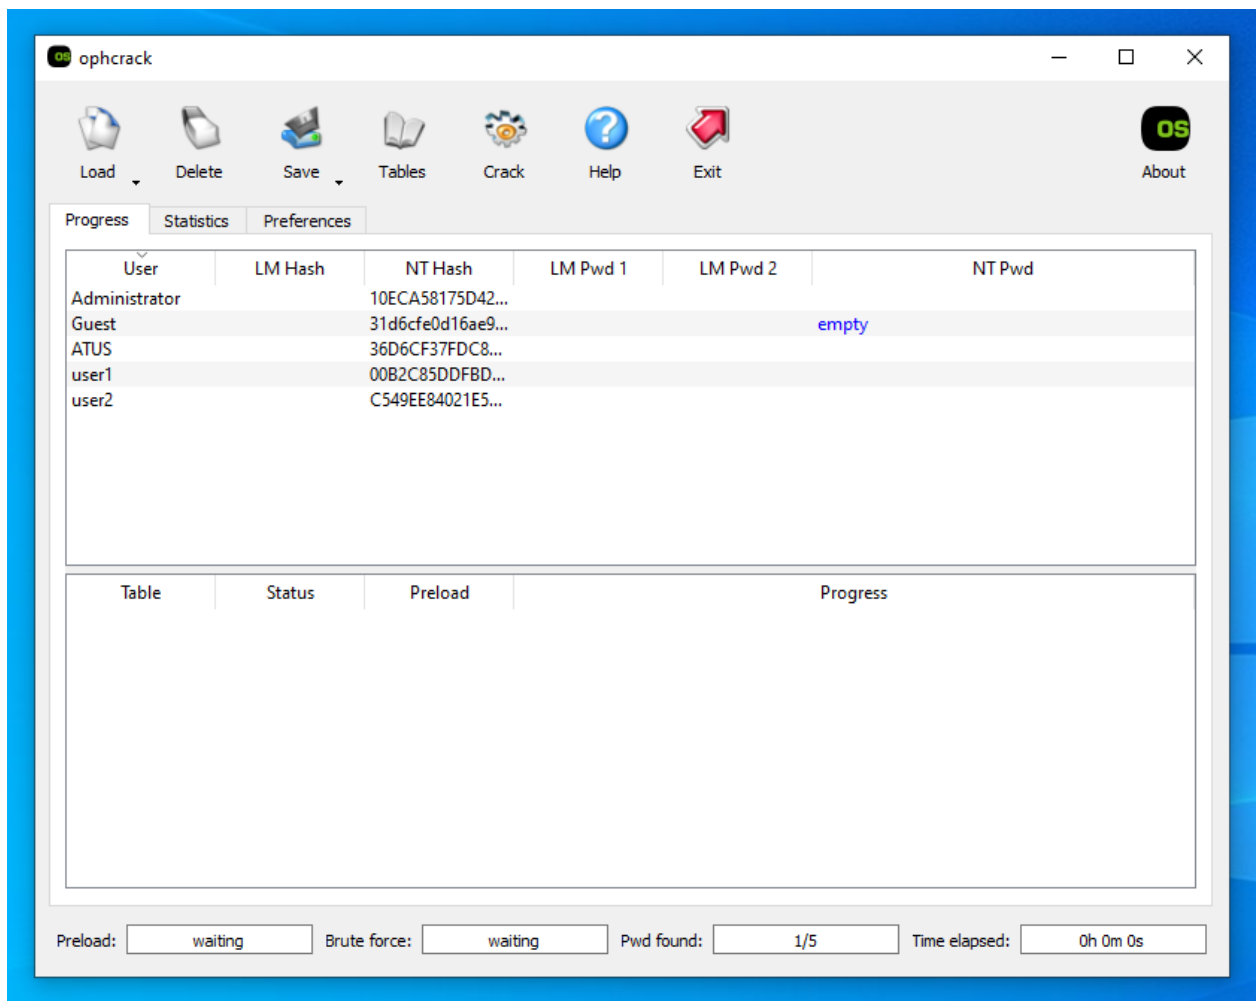 OS ophcrack
Load Delete Save Tables Crack Help Exit About
OS
Progress Statistics Preferences
User LM Hash NT Hash LM Pwd 1 LM Pwd 2 NT Pwd
Administrator 10ECA58175D42...
Guest 31d6cfe0d16ae9... empty
ATUS 36D6CF37FDC8...
user1 00B2C85DDFBD...
user2 C549EE84021E5...
Table Status Preload Progress
Preload: waiting Brute force: waiting Pwd found: 1/5 Time elapsed: 0h 0m 0s